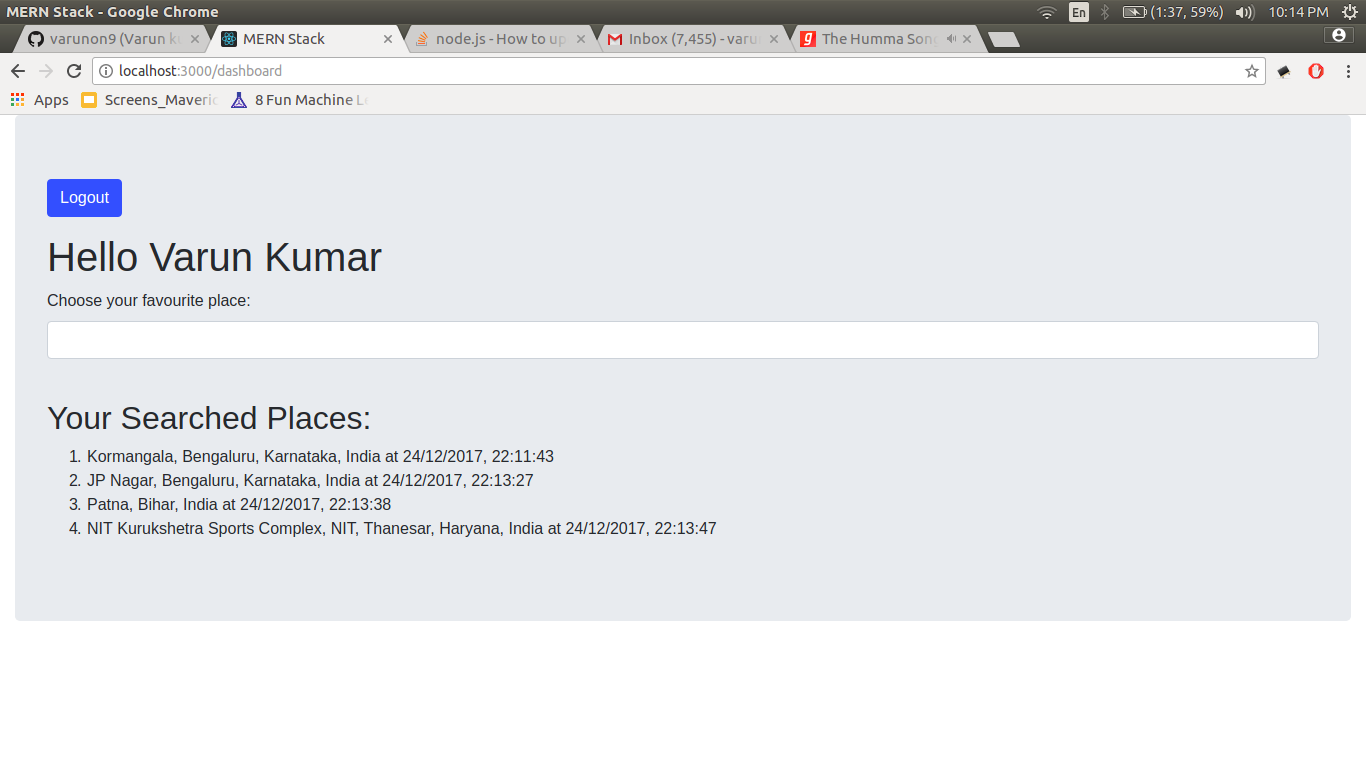 MERN Stack - Google Chrome
En
(1:37, 59%)
10:14 PM
varunon9 (Varun k
MERN Stack
node.js - How to up
Inbox (7,455) - varu
The Humma Son
localhost:3000/dashboard
Apps
Screens_Maveric
8 Fun Machine L
Logout
Hello Varun Kumar
Choose your favourite place:
Your Searched Places:
1. Kormangala, Bengaluru, Karnataka, India at 24/12/2017, 22:11:43
2. JP Nagar, Bengaluru, Karnataka, India at 24/12/2017, 22:13:27
3. Patna, Bihar, India at 24/12/2017, 22:13:38
4. NIT Kurukshetra Sports Complex, NIT, Thanesar, Haryana, India at 24/12/2017, 22:13:47